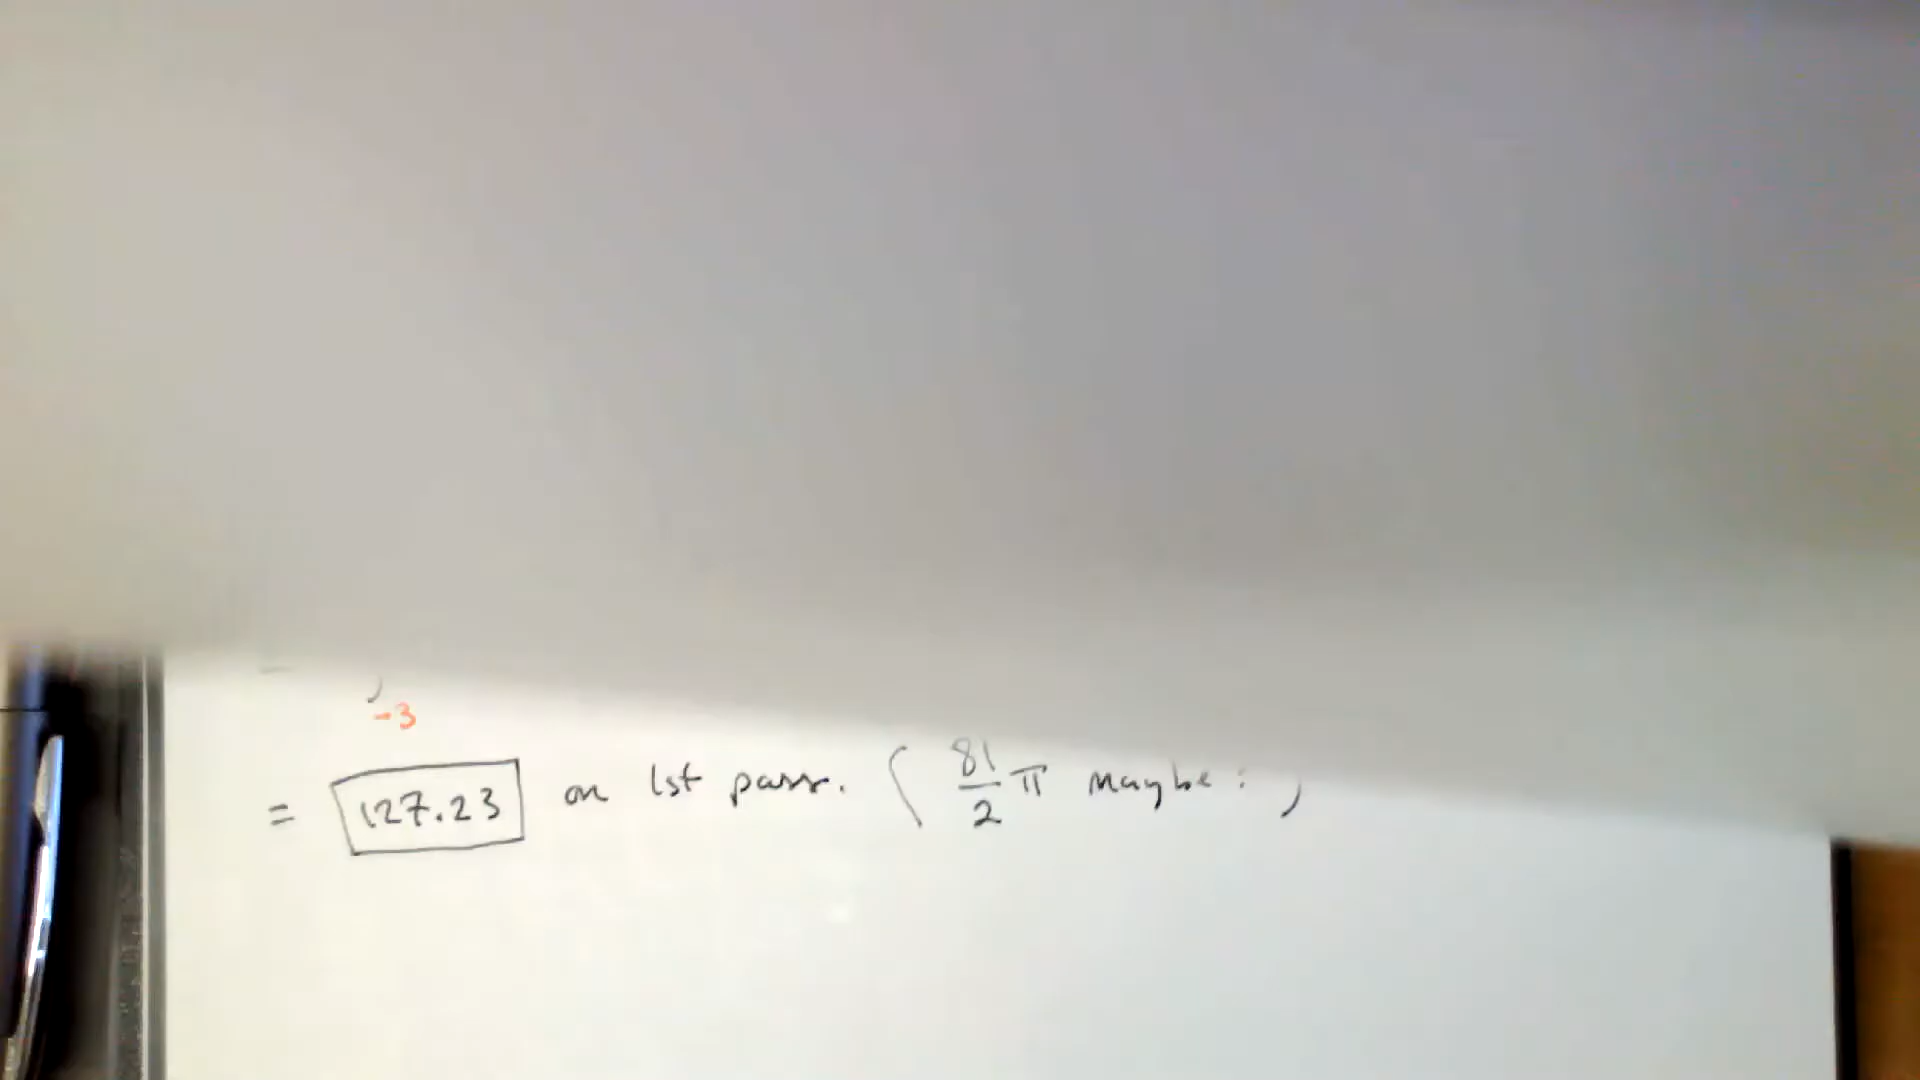 -3
= 127.23 on 1st pass. ( 81/2 π maybe. )